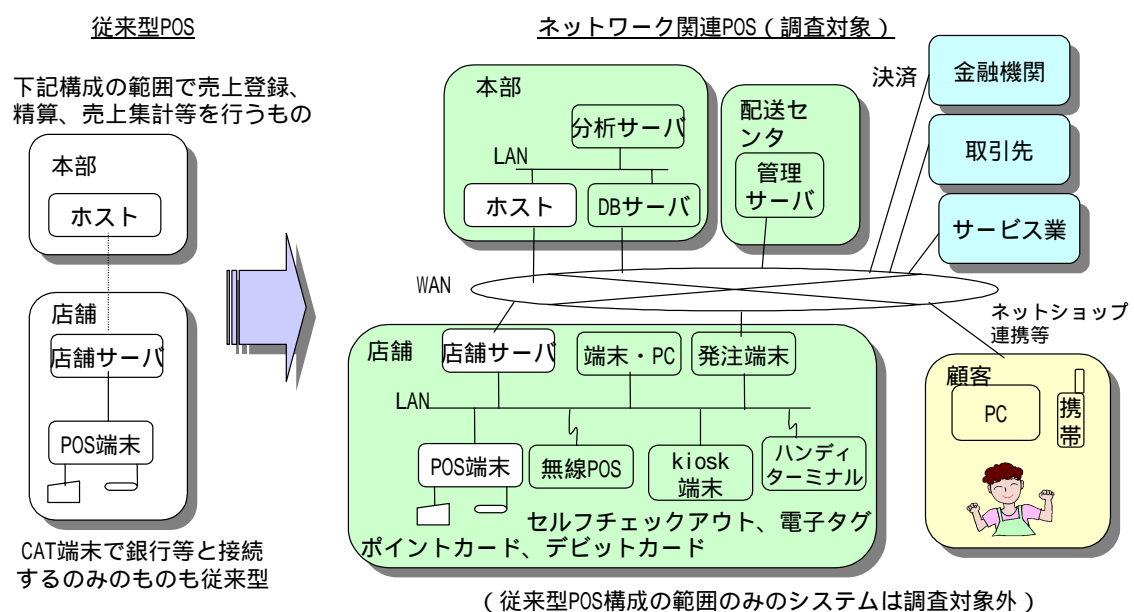 従来型POS
下記構成の範囲で売上登録、
精算、売上集計等を行うもの
本部
ホスト
店舗
店舗サーバ
POS端末
CAT端末で銀行等と接続
するのみのものも従来型
ネットワーク関連POS(調査対象)
本部
分析サーバ
LAN
ホスト
DBサーバ
配送セ
ンタ
管理
サーバ
決済
金融機関
取引先
サービス業
WAN
ネットショップ
連携等
店舗
店舗サーバ
端末・PC
発注端末
LAN
POS端末
無線POS
kiosk
端末
ハンディ
ターミナル
セルフチェックアウト、電子タグ
ポイントカード、デビットカード
顧客
PC
携
帯
(従来型POS構成の範囲のみのシステムは調査対象外)